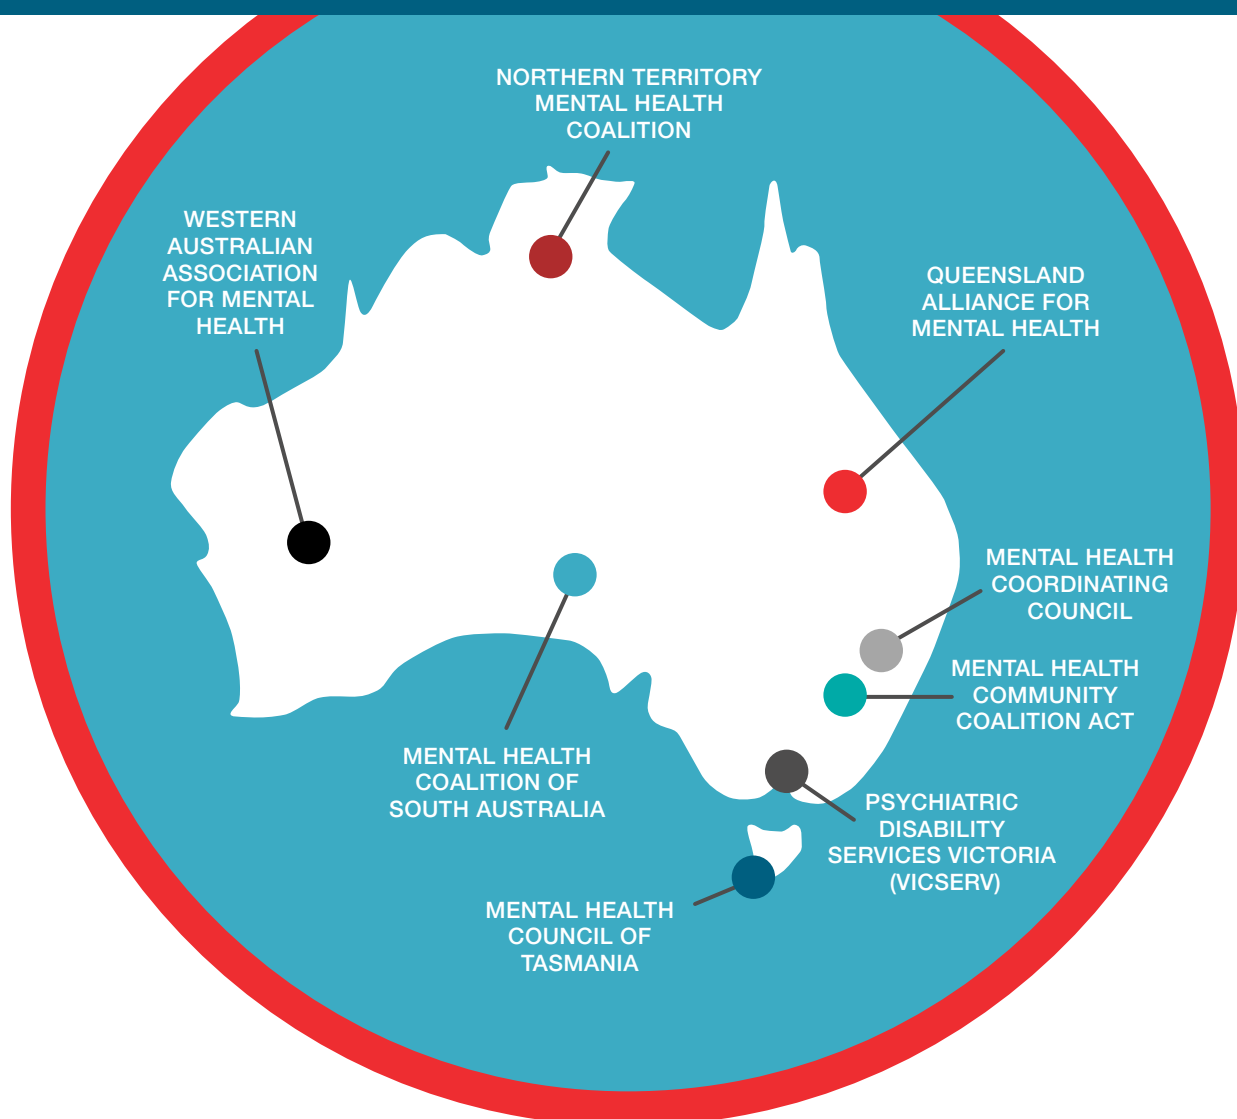 NORTHERN TERRITORY
MENTAL HEALTH
COALITION
WESTERN
AUSTRALIAN
ASSOCIATION
FOR MENTAL
HEALTH
QUEENSLAND
ALLIANCE FOR
MENTAL HEALTH
MENTAL HEALTH
COORDINATING
COUNCIL
MENTAL HEALTH
COMMUNITY
COALITION ACT
MENTAL HEALTH
COALITION OF
SOUTH AUSTRALIA
PSYCHIATRIC
DISABILITY
SERVICES VICTORIA
(VICSERV)
MENTAL HEALTH
COUNCIL OF
TASMANIA